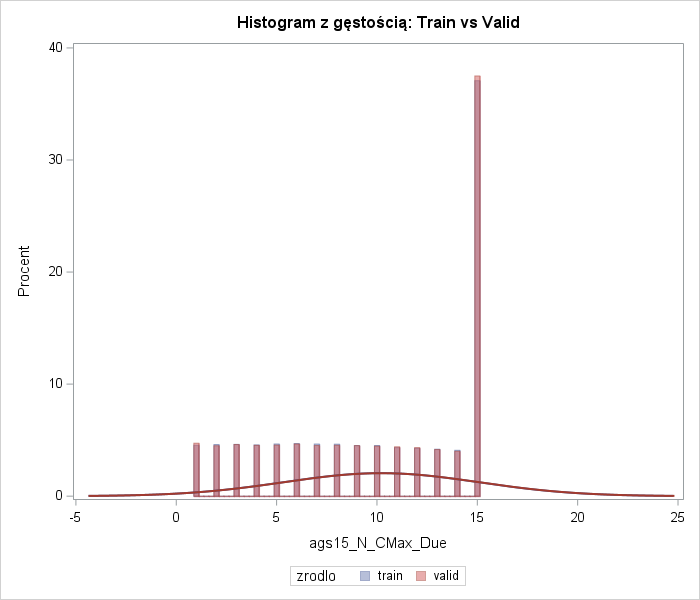 Histogram z gęstością: Train vs Valid
40
30
20
10
0
Procent
-5 0 5 10 15 20 25
ags15_N_CMax_Due
zrodlo train valid